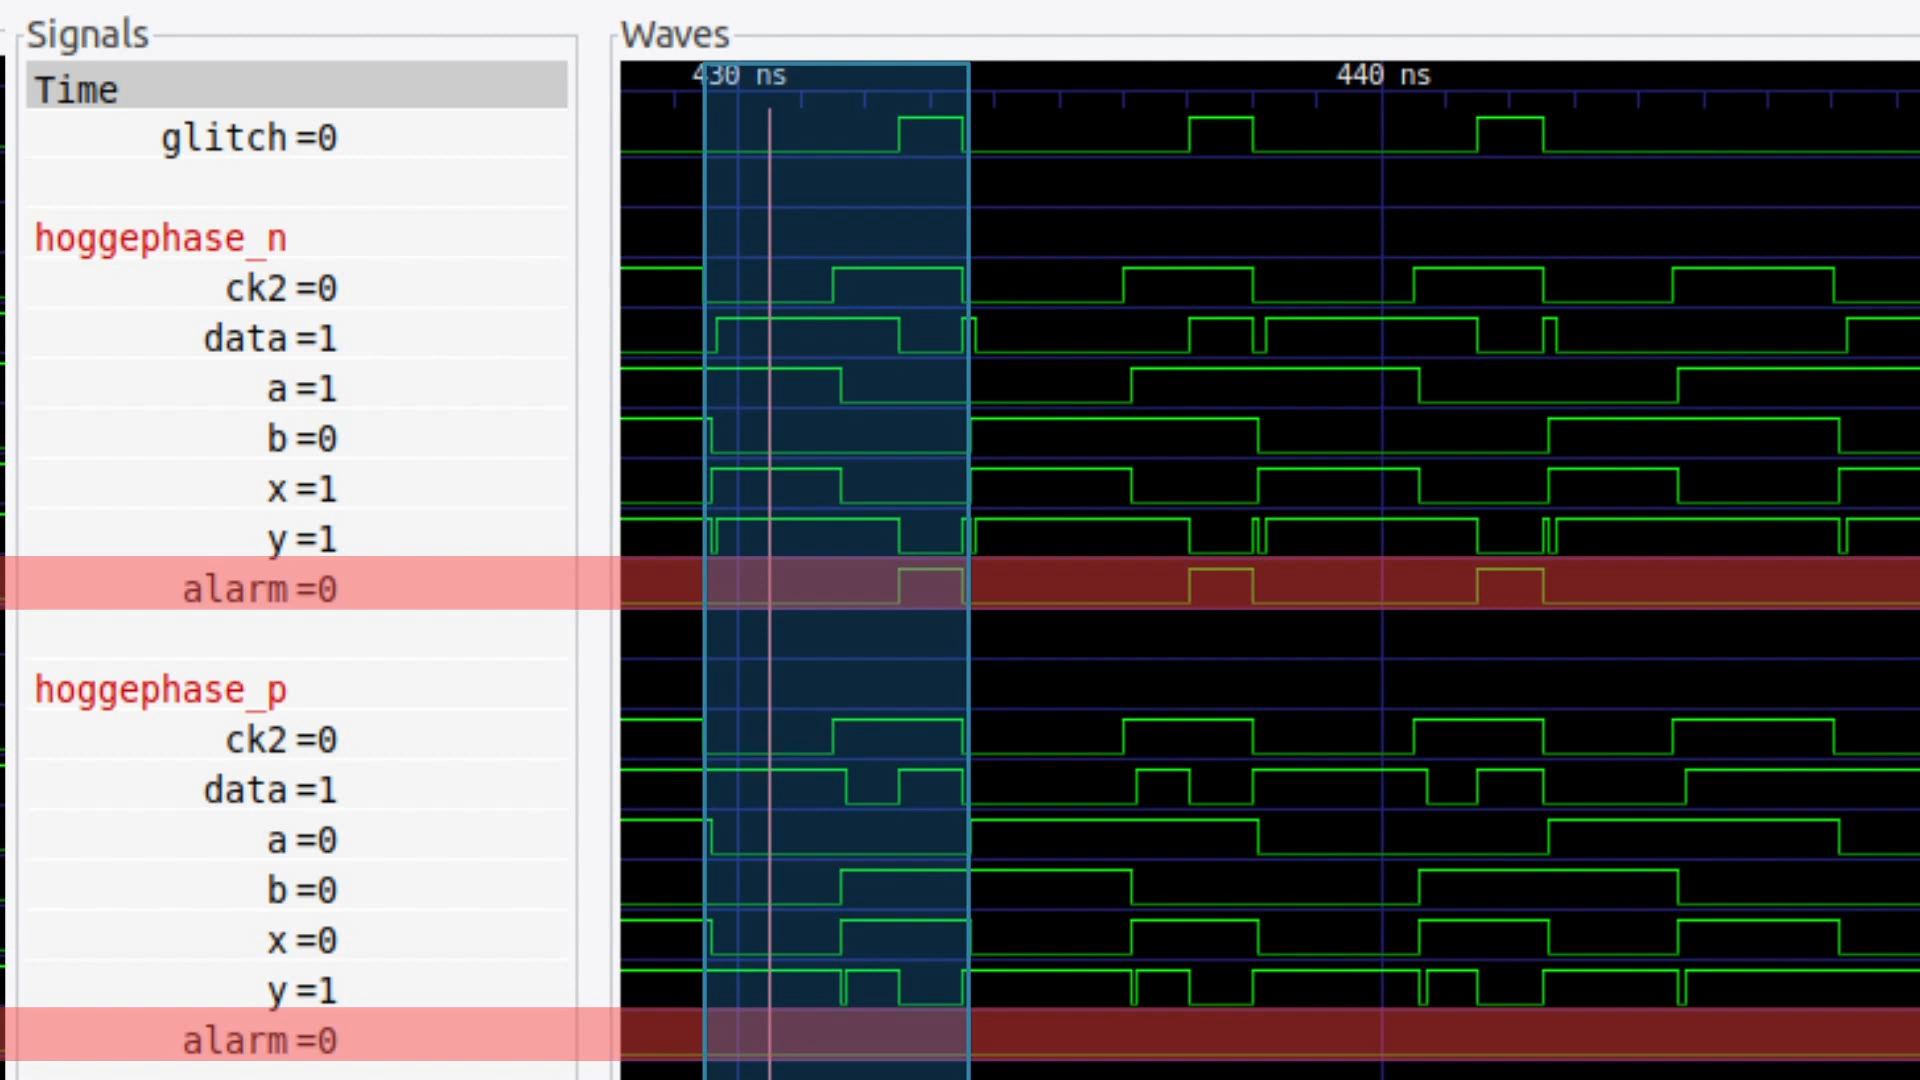 Signals
Waves
Time
430 ns
440 ns
glitch =0
hoggephase_n
ck2 =0
data =1
a =1
b =0
x =1
y =1
alarm =0
hoggephase_p
ck2 =0
data =1
a =0
b =0
x =0
y =1
alarm =0